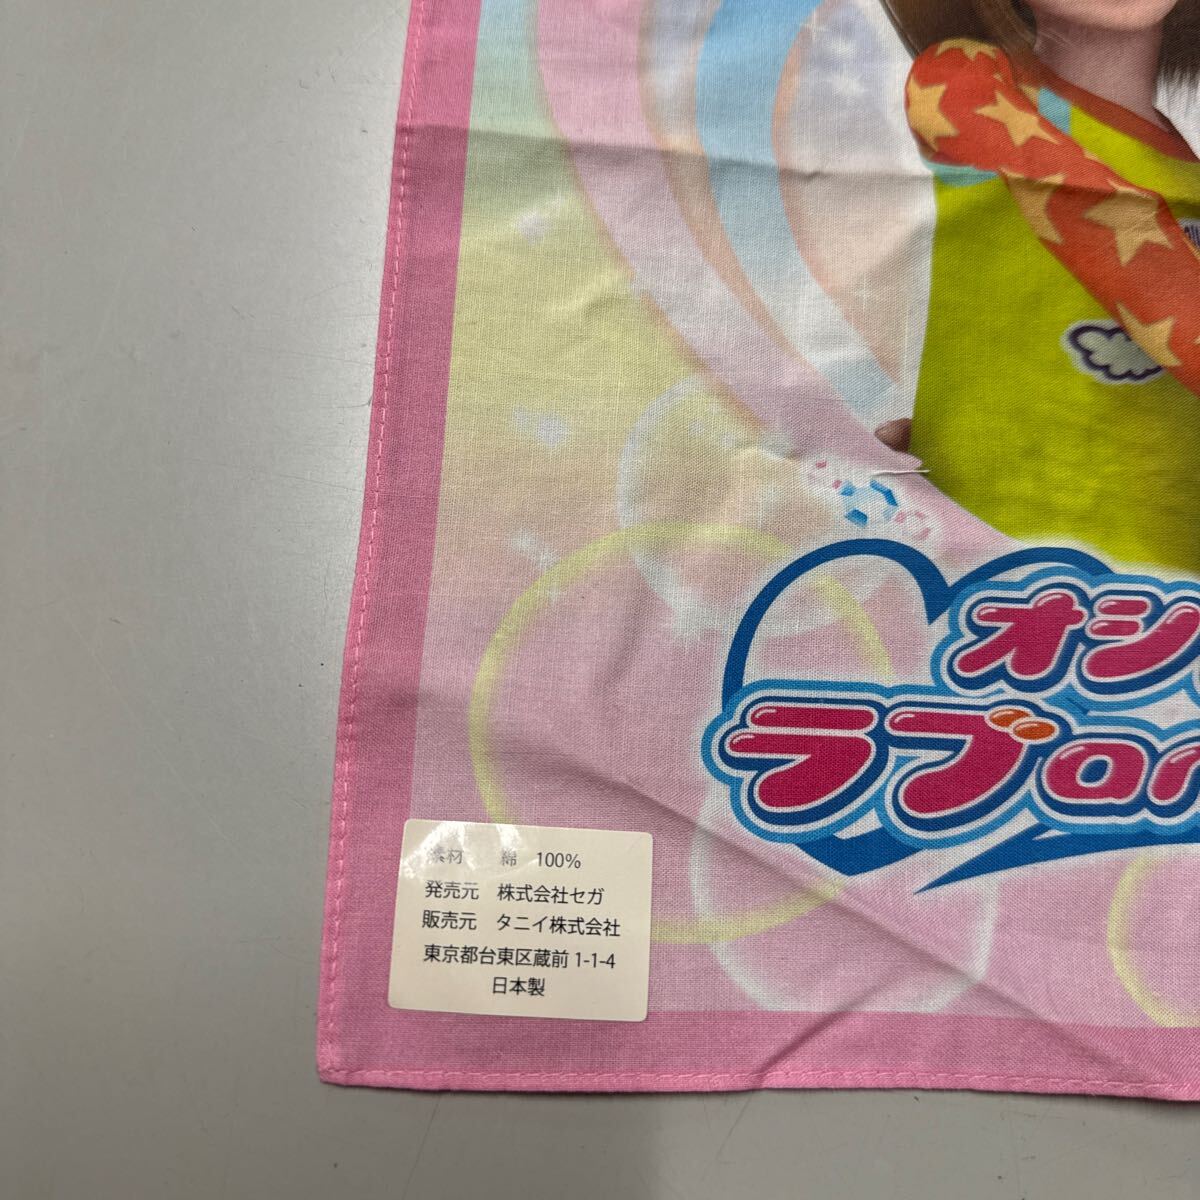 オシ
ラブ
素材 綿 100%
発売元 株式会社セガ
販売元 タニイ株式会社
東京都台東区蔵前 1-1-4
日本製